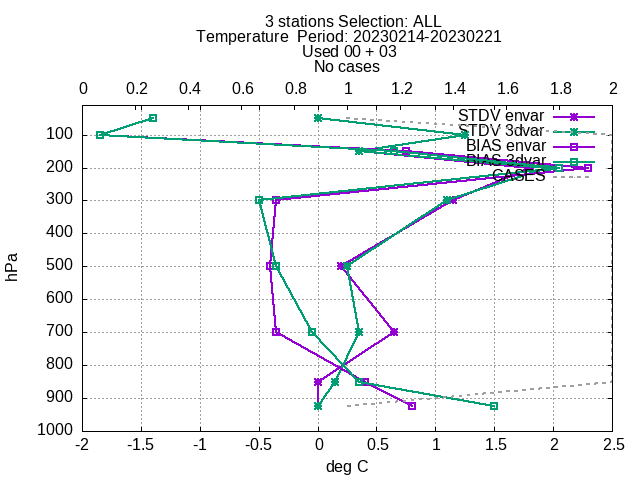 3 stations Selection: ALL
Temperature Period: 20230214-20230221
Used 00 + 03
No cases
0 0.2 0.4 0.6 0.8 1 1.2 1.4 1.6 1.8 2
STDV envar
STDV 3dvar
BIAS envar
BIAS 3dvar
CASES
100
200
300
400
500
600
700
800
900
1000
hPa
-2 -1.5 -1 -0.5 0 0.5 1 1.5 2 2.5
deg C